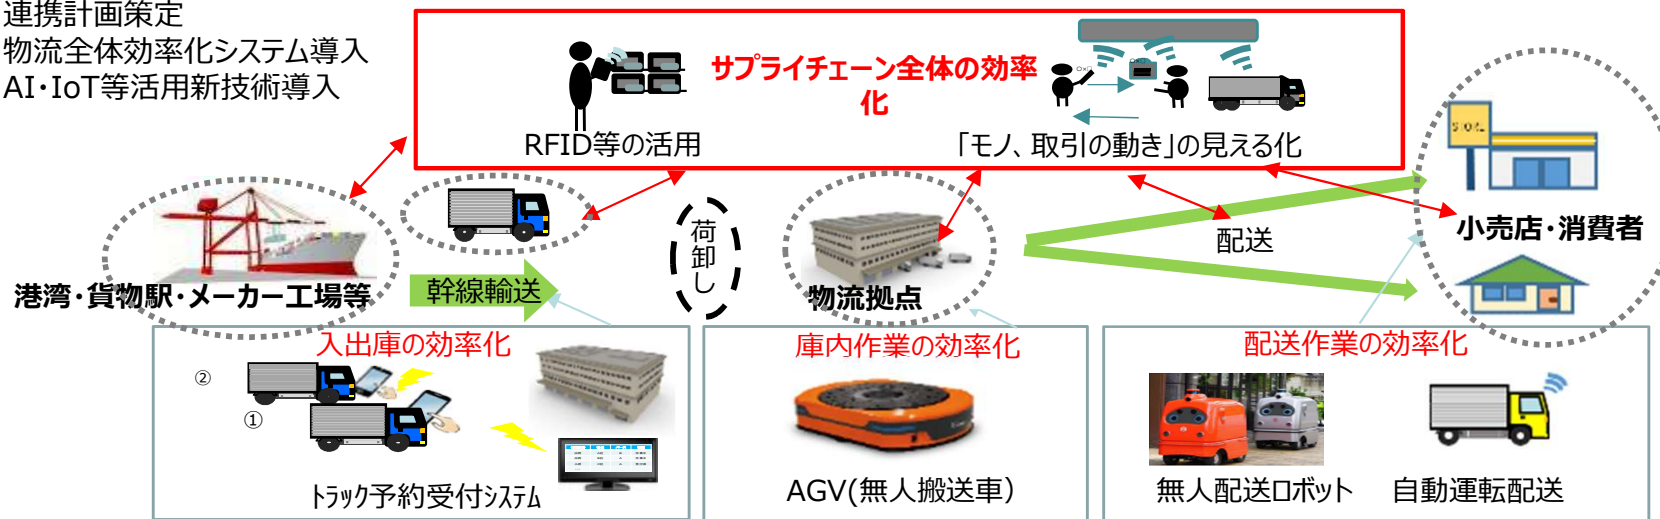 連携計画策定
物流全体効率化システム導入
AI・IoT等活用新技術導入
サプライチェーン全体の効率
化
RFID等の活用
「モノ、取引の動き」の見える化
港湾・貨物駅・メーカー工場等
幹線輸送
荷卸し
物流拠点
配送
小売店・消費者
入出庫の効率化
②
①
トラック予約受付システム
庫内作業の効率化
AGV(無人搬送車）
配送作業の効率化
無人配送ロボット
自動運転配送